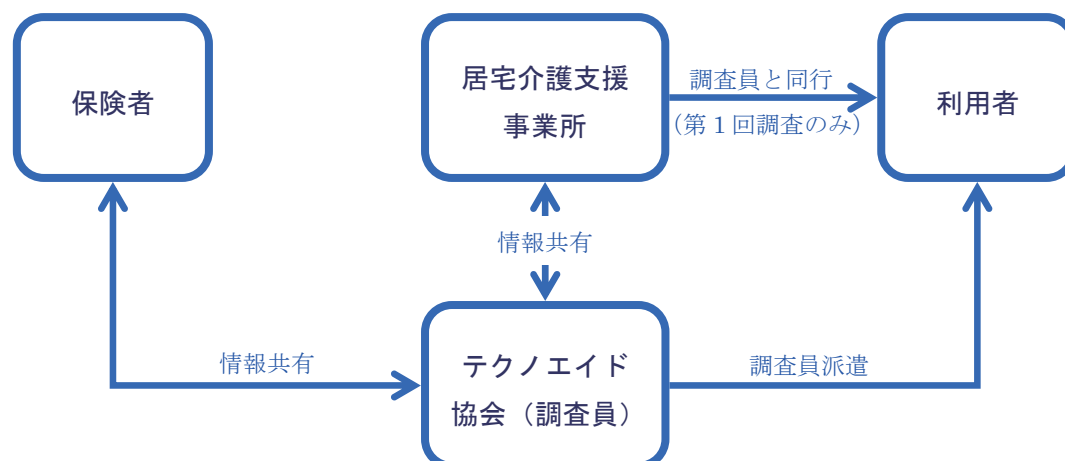 保険者
居宅介護支援
事業所
調査員と同行
（第１回調査のみ）
利用者
情報共有
情報共有
テクノエイド
協会（調査員）
調査員派遣